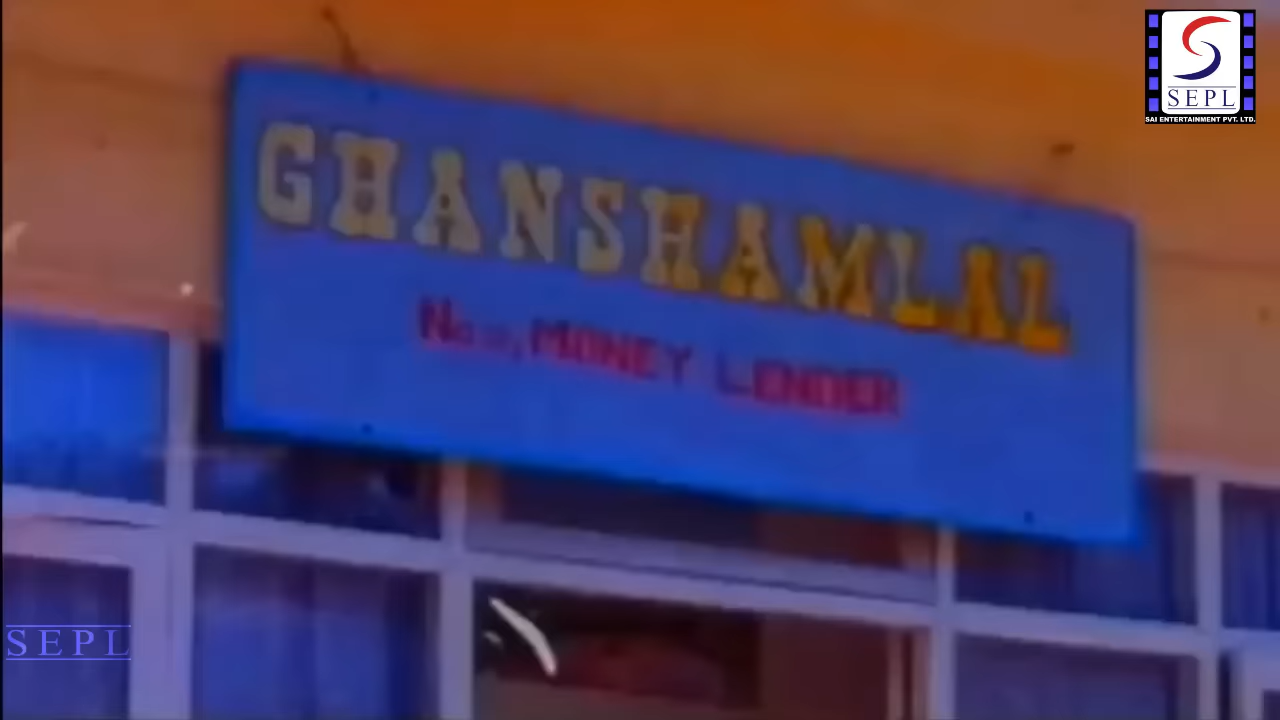 GHANSHAMLAL
MONEY LENDER
SEPL
SAI ENTERTAINMENT PVT. LTD.
SEPL